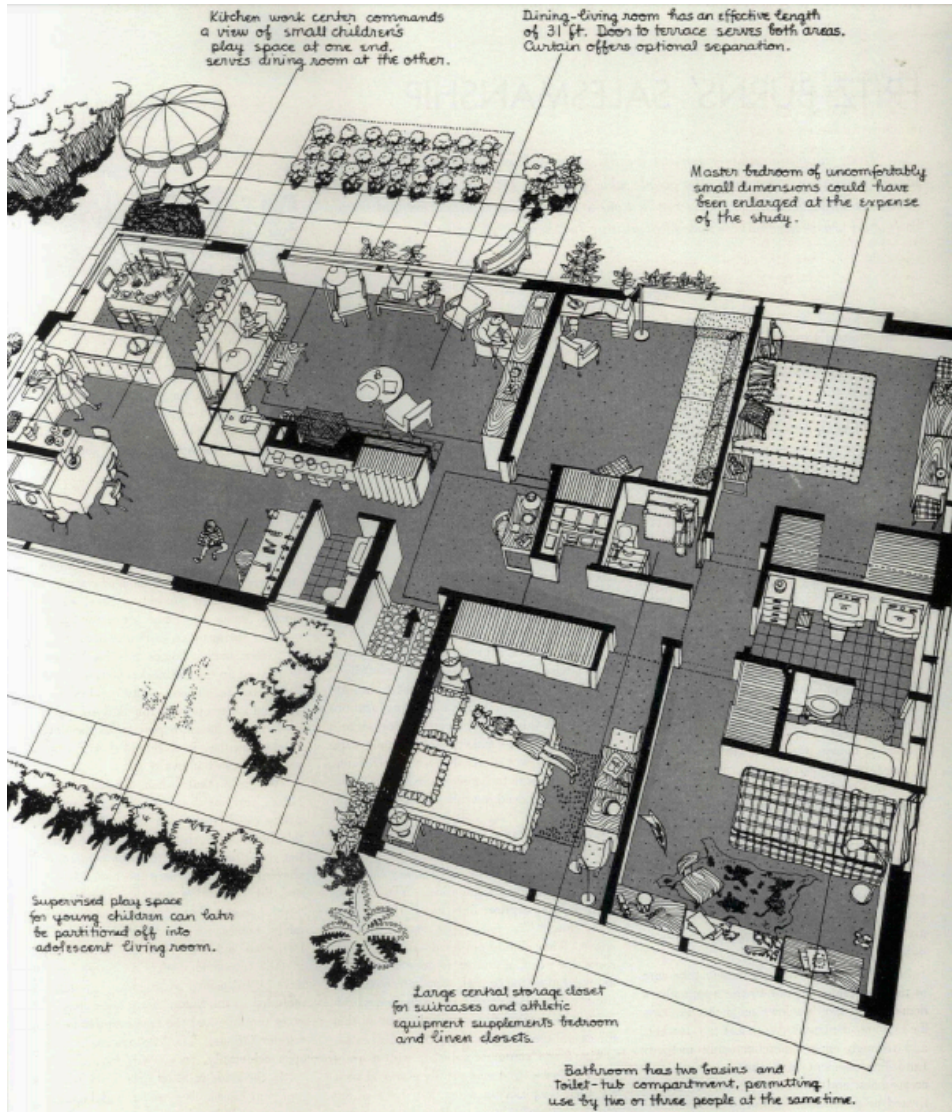 Kitchen work center commands
a view of small children's
play space at one end,
serves dining room at the other.
Dining-living room has an effective length
of 31 ft. Door to terrace serves both areas.
Curtain offers optional separation.
FRITZ BURNS' SALESMANSHIP
Master bedroom of uncomfortably
small dimensions could have
been enlarged at the expense
of the study.
Supervised play space
for young children can later
be partitioned off into
adolescent living room.
Large central storage closet
for suitcases and athletic
equipment supplements bedroom
and linen closets.
Bathroom has two basins and
toilet-tub compartment, permitting
use by two or three people at the same time.